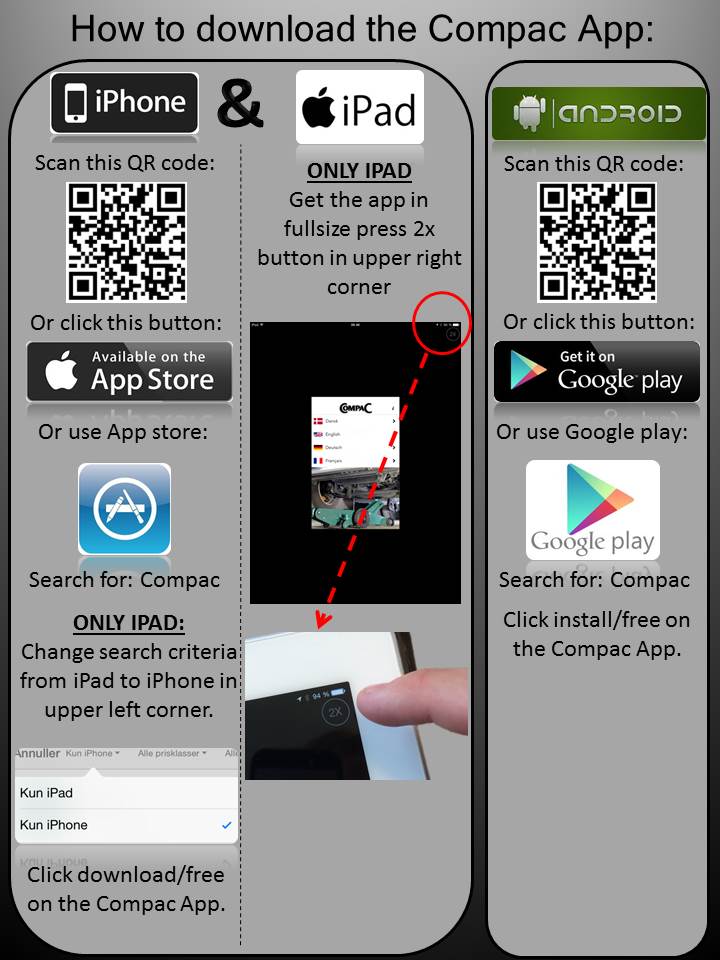 How to download the Compac App:
iPhone
&
iPad
Scan this QR code:
Or click this button:
Available on the
App Store
Or use App store:
Search for: Compac
ONLY IPAD:
Change search criteria
from iPad to iPhone in
upper left corner.
Annuller Kun iPhone Alle prisklasser
Kun iPad
Kun iPhone
Click download/free
on the Compac App.
ONLY IPAD
Get the app in
fullsize press 2x
button in upper right
corner
iPad
2X
COMPAC
Dansk
English
Deutsch
Français
94 %
2X
ANDROID
Scan this QR code:
Or click this button:
Get it on
Google play
Or use Google play:
Google play
Search for: Compac
Click install/free on
the Compac App.